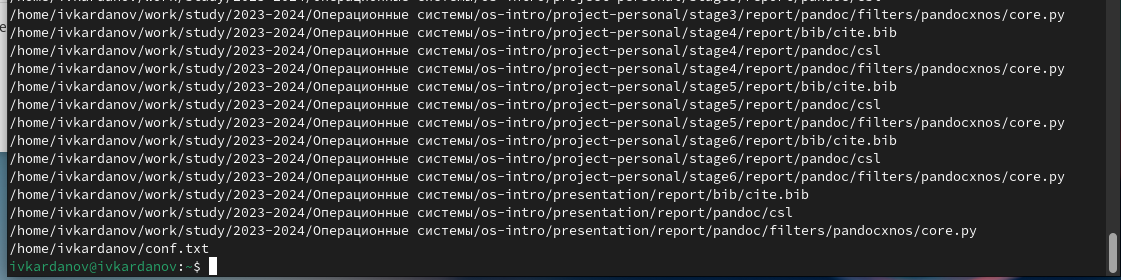 /home/ivkardanov/work/study/2023-2024/Операционные системы/os-intro/project-personal/stage3/report/pandoc/filters/pandocxnos/core.py
/home/ivkardanov/work/study/2023-2024/Операционные системы/os-intro/project-personal/stage4/report/bib/cite.bib
/home/ivkardanov/work/study/2023-2024/Операционные системы/os-intro/project-personal/stage4/report/pandoc/csl
/home/ivkardanov/work/study/2023-2024/Операционные системы/os-intro/project-personal/stage4/report/pandoc/filters/pandocxnos/core.py
/home/ivkardanov/work/study/2023-2024/Операционные системы/os-intro/project-personal/stage5/report/bib/cite.bib
/home/ivkardanov/work/study/2023-2024/Операционные системы/os-intro/project-personal/stage5/report/pandoc/csl
/home/ivkardanov/work/study/2023-2024/Операционные системы/os-intro/project-personal/stage5/report/pandoc/filters/pandocxnos/core.py
/home/ivkardanov/work/study/2023-2024/Операционные системы/os-intro/project-personal/stage6/report/bib/cite.bib
/home/ivkardanov/work/study/2023-2024/Операционные системы/os-intro/project-personal/stage6/report/pandoc/csl
/home/ivkardanov/work/study/2023-2024/Операционные системы/os-intro/project-personal/stage6/report/pandoc/filters/pandocxnos/core.py
/home/ivkardanov/work/study/2023-2024/Операционные системы/os-intro/presentation/report/bib/cite.bib
/home/ivkardanov/work/study/2023-2024/Операционные системы/os-intro/presentation/report/pandoc/csl
/home/ivkardanov/work/study/2023-2024/Операционные системы/os-intro/presentation/report/pandoc/filters/pandocxnos/core.py
/home/ivkardanov/conf.txt
ivkardanov@ivkardanov:~$